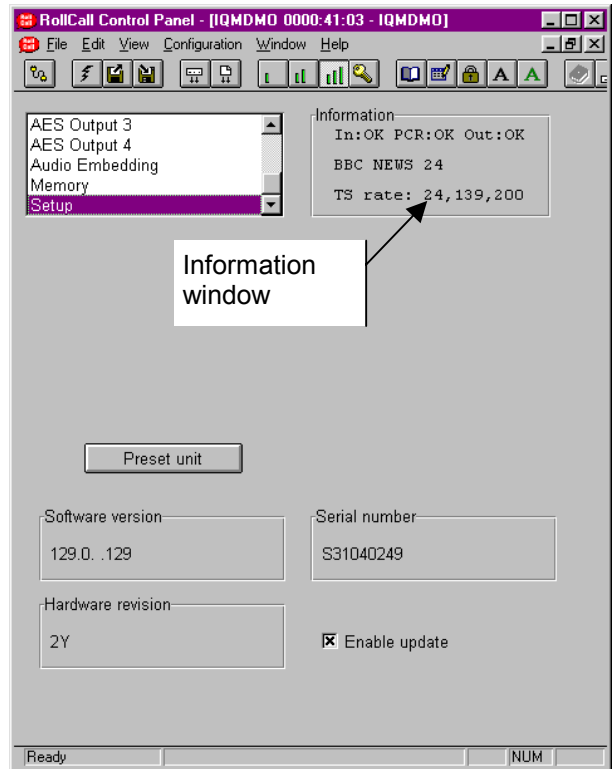 RollCall Control Panel - [IQMDMO 0000:41:03 - IQMDMO]
File Edit View Configuration Window Help
A A
AES Output 3
AES Output 4
Audio Embedding
Memory
Setup
Information
In:OK PCR:OK Out:OK
BBC NEWS 24
TS rate: 24,139,200
Information
window
Preset unit
Software version
129.0. .129
Serial number
S31040249
Hardware revision
2Y
Enable update
Ready
NUM